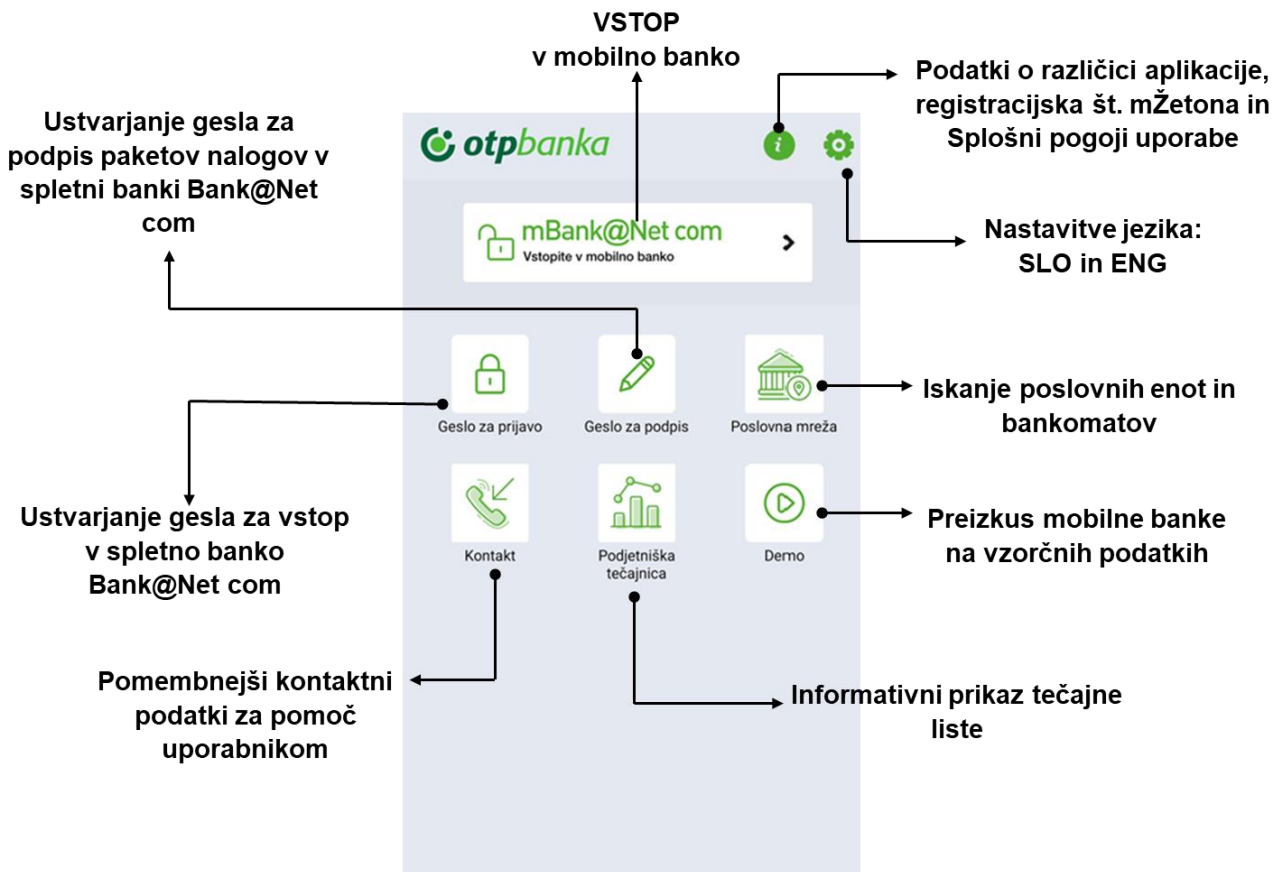 VSTOP
v mobilno banko
Podatki o različici aplikacije,
registracijska št. mŽetona in
Splošni pogoji uporabe
Ustvarjanje gesla za
podpis paketov nalogov v
spletni banki Bank@Net
com
otpbanka
i
mBank@Net com
Vstopite v mobilno banko
Nastavitve jezika:
SLO in ENG
Geslo za prijavo
Geslo za podpis
Poslovna mreža
Iskanje poslovnih enot in
bankomatov
Ustvarjanje gesla za vstop
v spletno banko
Bank@Net com
Kontakt
Podjetniška
tečajnica
Demo
Preizkus mobilne banke
na vzorčnih podatkih
Pomembnejši kontaktni
podatki za pomoč
uporabnikom
Informativni prikaz tečajne
liste